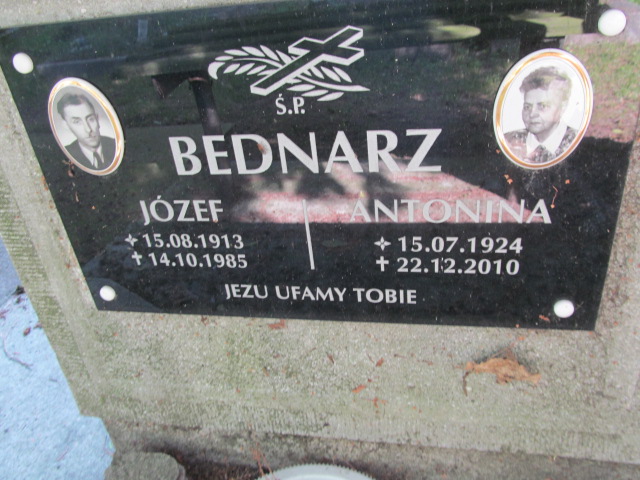 Ś.P.
BEDNARZ
JÓZEF ANTONINA
15.08.1913 15.07.1924
14.10.1985 22.12.2010
JEZU UFAMY TOBIE